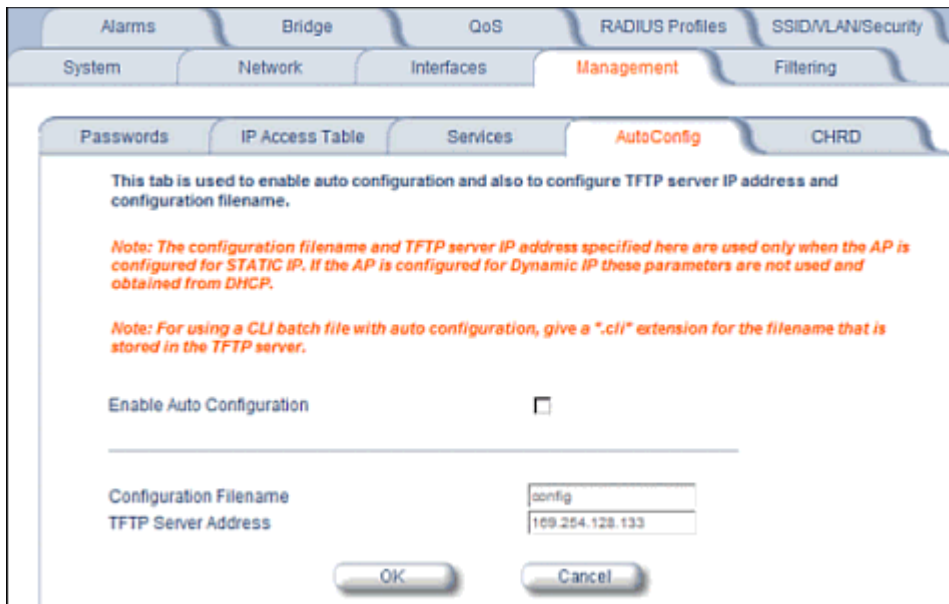 Alarms Bridge QoS RADIUS Profiles SSID/VLAN/Security
System Network Interfaces Management Filtering
Passwords IP Access Table Services AutoConfig CHRD
This tab is used to enable auto configuration and also to configure TFTP server IP address and
configuration filename.
Note: The configuration filename and TFTP server IP address specified here are used only when the AP is
configured for STATIC IP. If the AP is configured for Dynamic IP these parameters are not used and
obtained from DHCP.
Note: For using a CLI batch file with auto configuration, give a ".cli" extension for the filename that is
stored in the TFTP server.
Enable Auto Configuration
Configuration Filename config
TFTP Server Address 169.254.128.133
OK Cancel